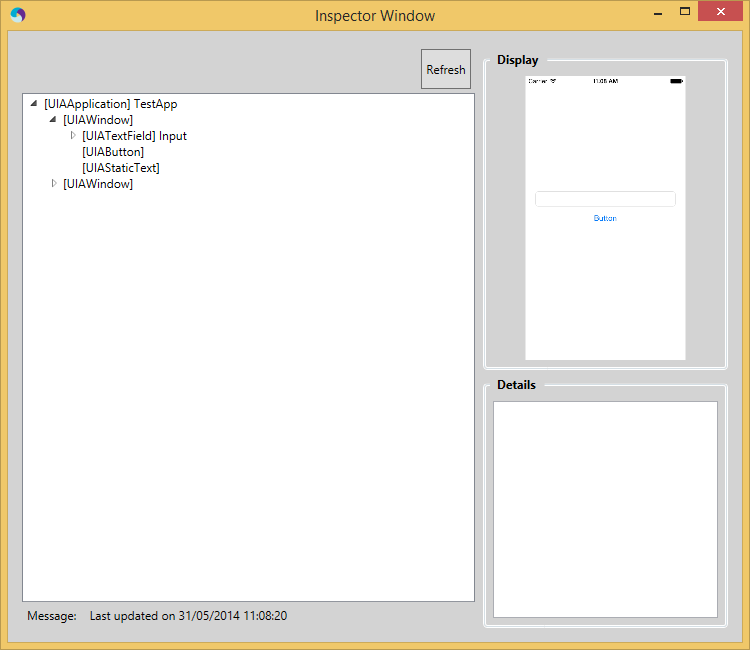 Inspector Window
Refresh
[UIAApplication] TestApp
[UIAWindow]
[UIATextField] Input
[UIAButton]
[UIAStaticText]
[UIAWindow]
Message: Last updated on 31/05/2014 11:08:20
Display
Carrier 11:08 AM
Button
Details